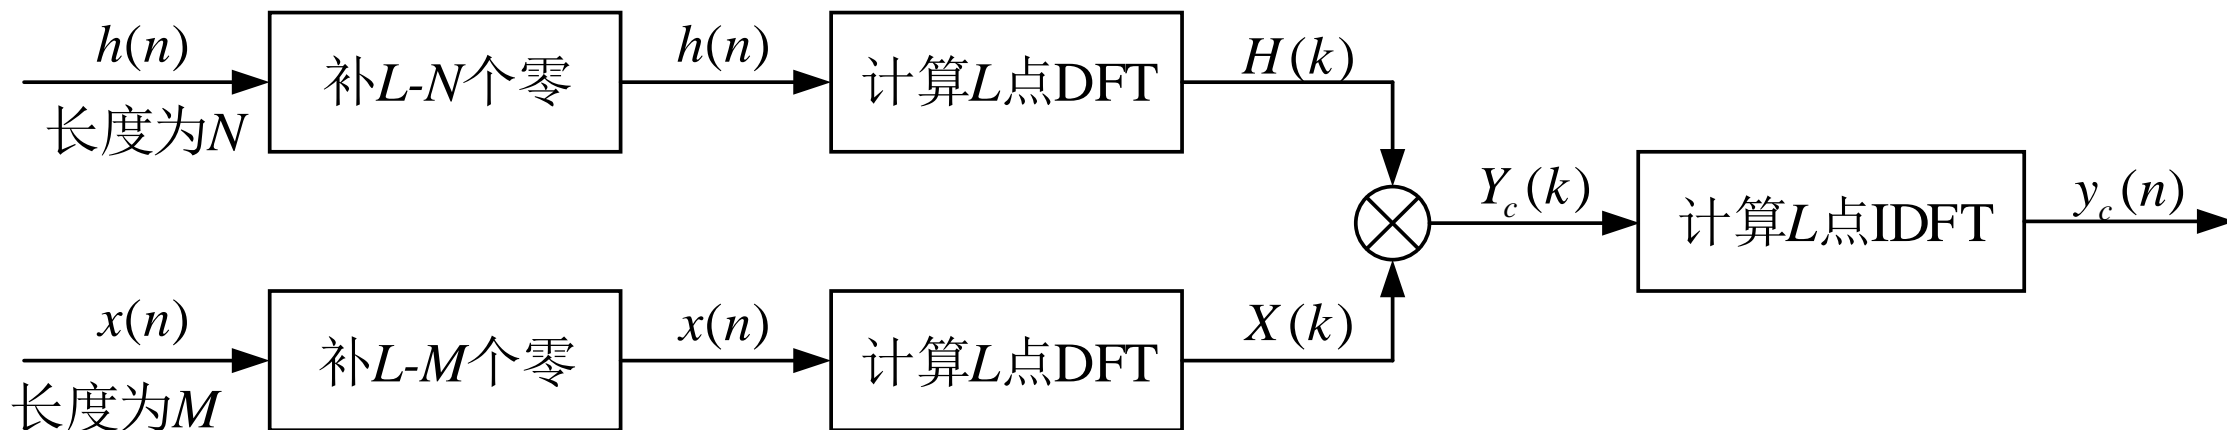 h(n)
长度为N
补L-N个零
h(n)
计算L点DFT
H(k)
x(n)
长度为M
补L-M个零
x(n)
计算L点DFT
X(k)
Y_c(k)
计算L点IDFT
y_c(n)